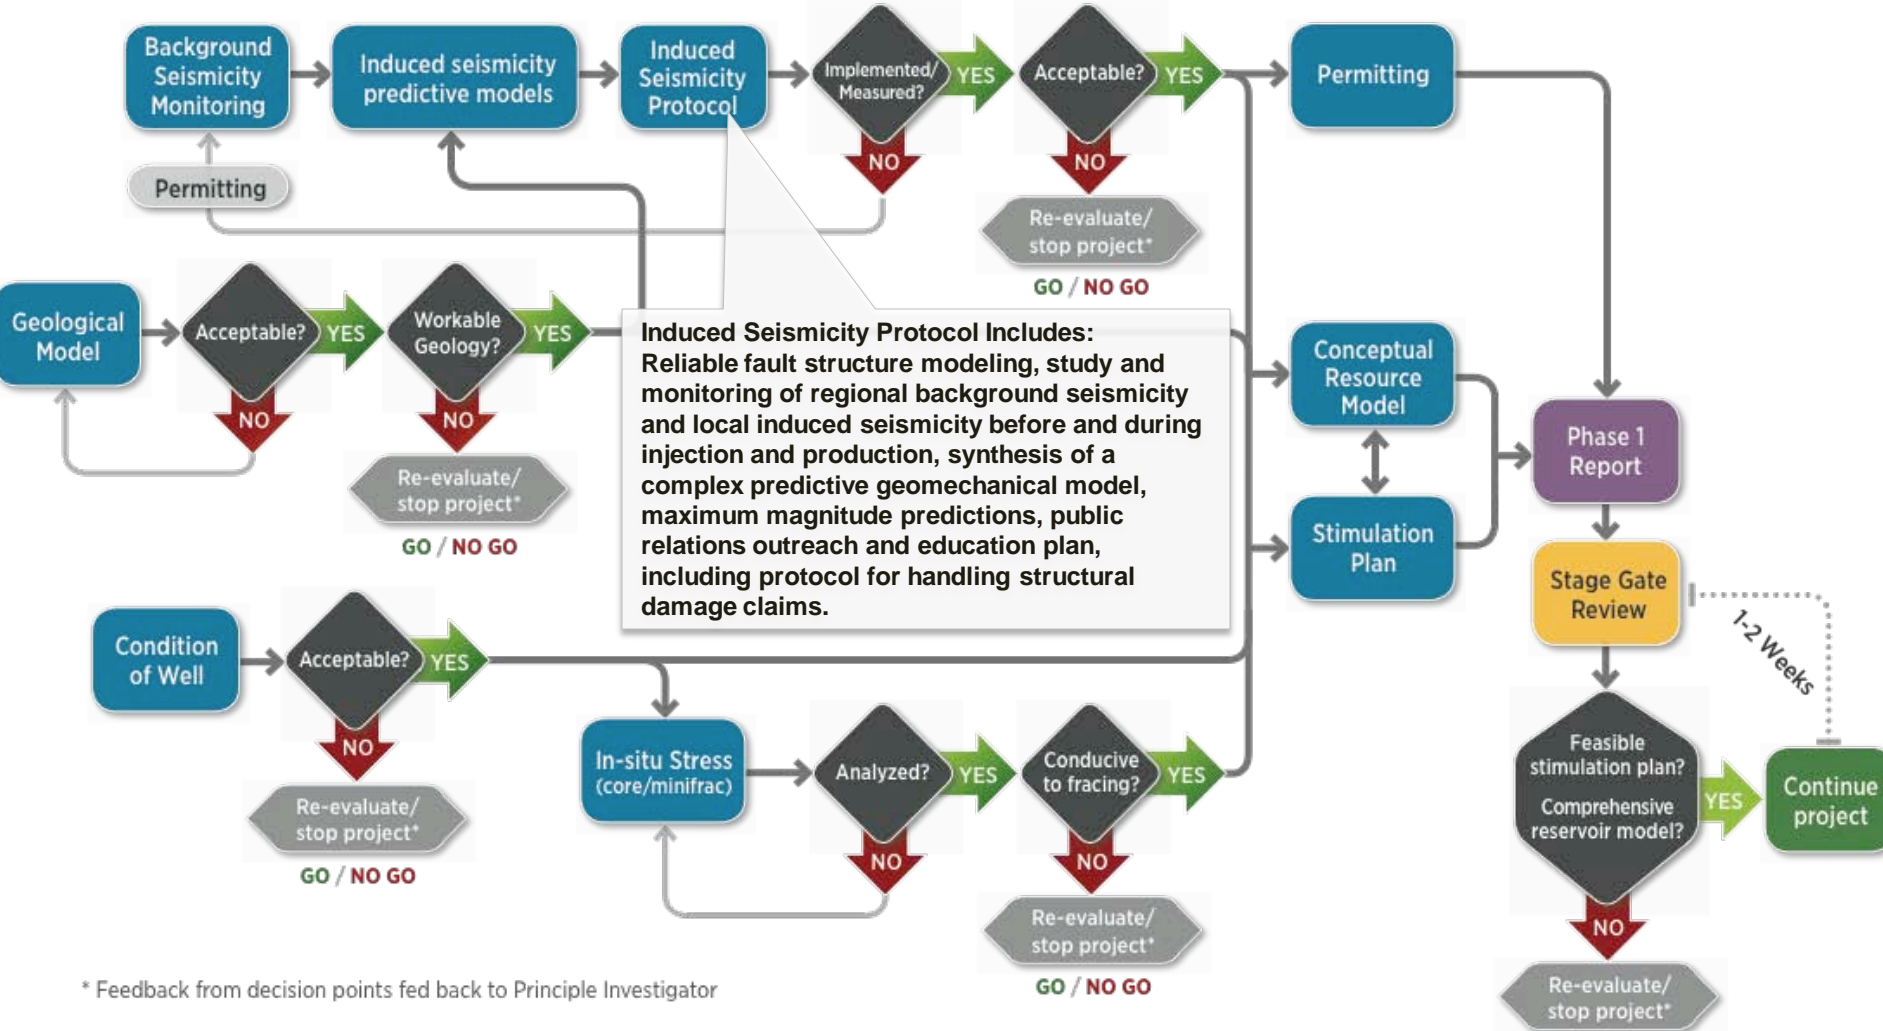 Background
Seismicity
Monitoring
Induced seismicity
predictive models
Induced
Seismicity
Protocol
Implemented/
Measured?
YES
NO
Acceptable?
YES
NO
Re-evaluate/
stop project*
GO / NO GO
Permitting
Permitting
Geological
Model
Acceptable?
YES
NO
Workable
Geology?
YES
NO
Re-evaluate/
stop project*
GO / NO GO
Induced Seismicity Protocol Includes:
Reliable fault structure modeling, study and
monitoring of regional background seismicity
and local induced seismicity before and during
injection and production, synthesis of a
complex predictive geomechanical model,
maximum magnitude predictions, public
relations outreach and education plan,
including protocol for handling structural
damage claims.
Conceptual
Resource
Model
Stimulation
Plan
Phase 1
Report
Stage Gate
Review
1-2 Weeks
Condition
of Well
Acceptable?
YES
NO
Re-evaluate/
stop project*
GO / NO GO
In-situ Stress
(core/minifrac)
Analyzed?
YES
NO
Conducive
to fracing?
YES
NO
Re-evaluate/
stop project*
GO / NO GO
Feasible
stimulation plan?
Comprehensive
reservoir model?
YES
NO
Continue
project
Re-evaluate/
stop project*
* Feedback from decision points fed back to Principle Investigator